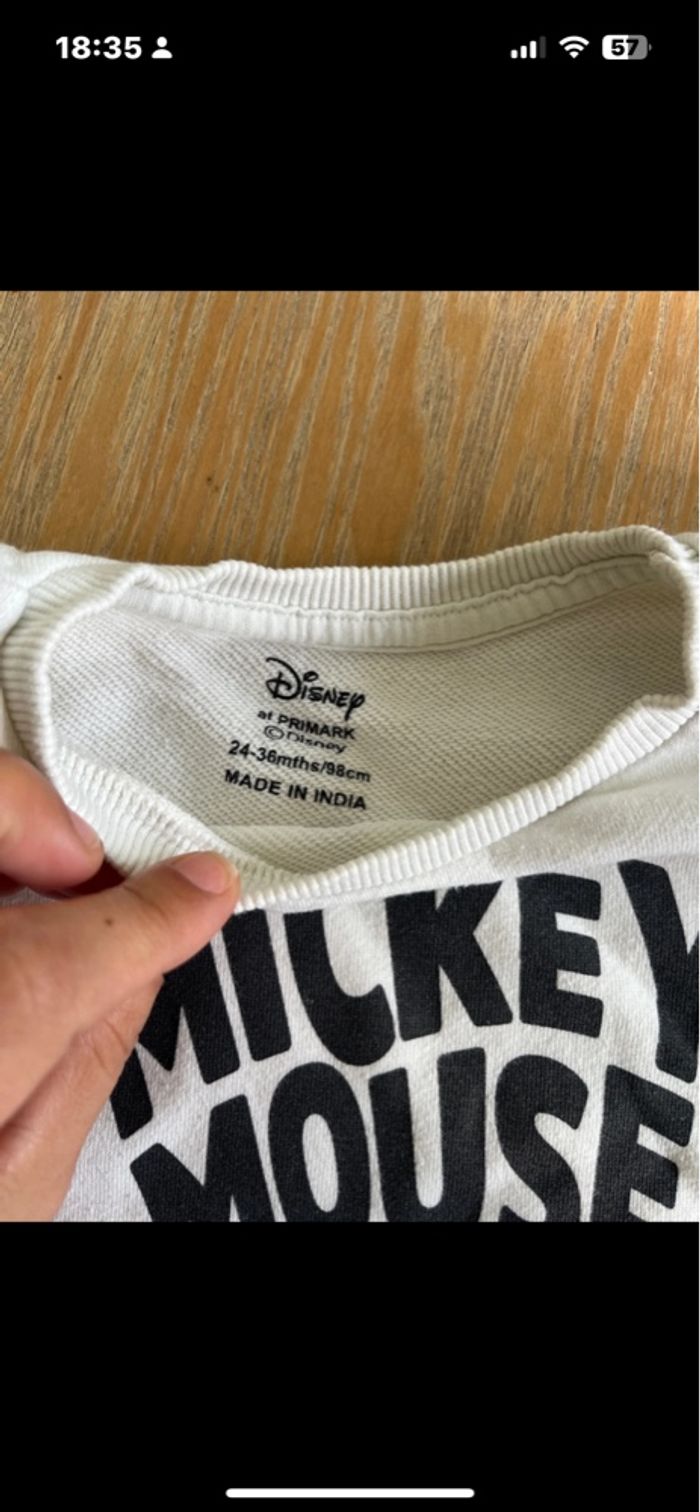 18:35
57
Disney
at PRIMARK
©Disney
24-36mths/98cm
MADE IN INDIA
MICKEY
MOUSE